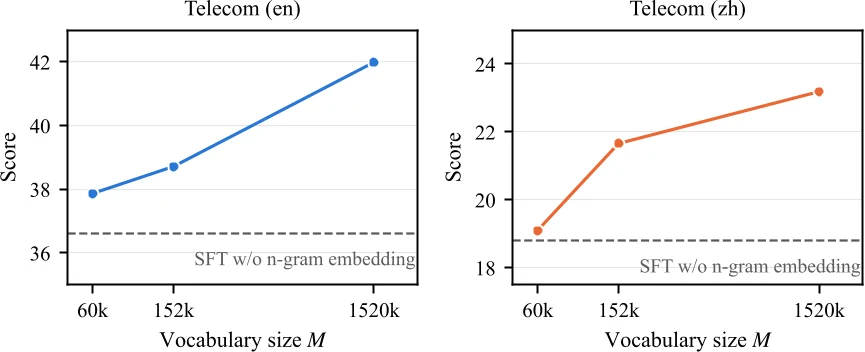 Telecom (en)
Score
42
40
38
36
SFT w/o n-gram embedding
60k 152k 1520k
Vocabulary size M
Telecom (zh)
Score
24
22
20
18
SFT w/o n-gram embedding
60k 152k 1520k
Vocabulary size M